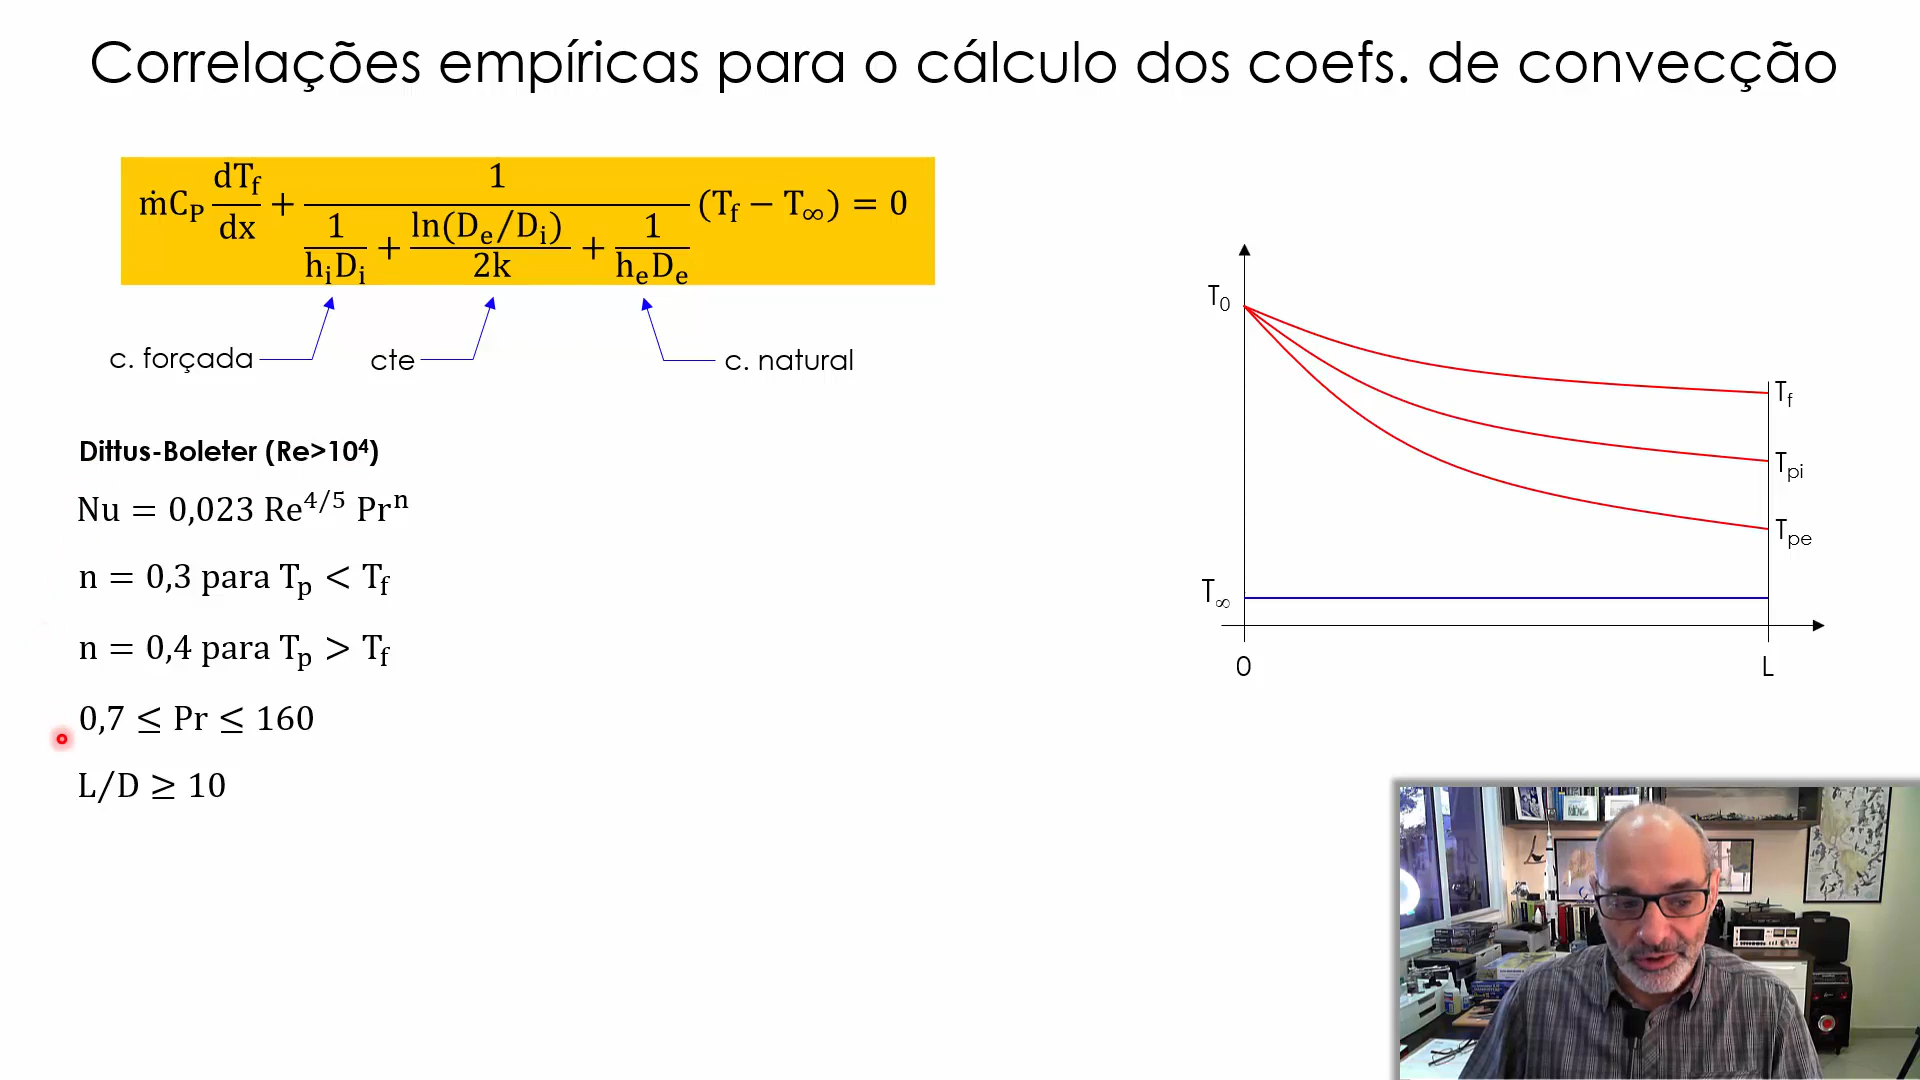 Correlações empíricas para o cálculo dos coefs. de convecção
ṁC_P dT_f/dx + 1/(1/(h_iD_i) + ln(D_e/D_i)/(2k) + 1/(h_eD_e)) (T_f − T_∞) = 0
c. forçada
cte
c. natural
Dittus-Boleter (Re>10⁴)
Nu = 0,023 Re^4/5 Pr^n
n = 0,3 para T_p < T_f
n = 0,4 para T_p > T_f
0,7 ≤ Pr ≤ 160
L/D ≥ 10
T_0
T_f
T_pi
T_pe
T_∞
0
L